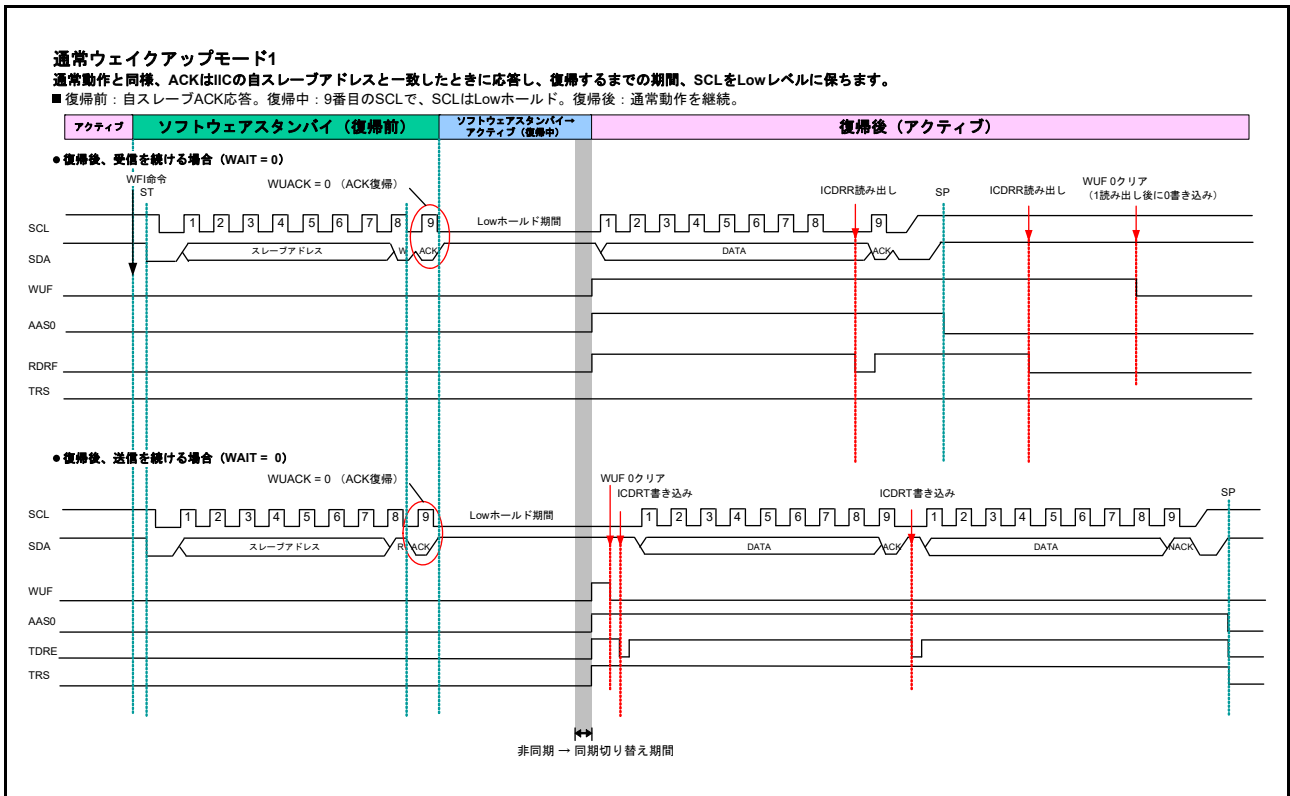 通常ウェイクアップモード1
通常動作と同様、ACKはIICの自スレーブアドレスと一致したときに応答し、復帰するまでの期間、SCLをLowレベルに保ちます。
■ 復帰前：自スレーブACK応答。復帰中：9番目のSCLで、SCLはLowホールド。復帰後：通常動作を継続。
アクティブ
ソフトウェアスタンバイ（復帰前）
ソフトウェアスタンバイ→
アクティブ（復帰中）
復帰後（アクティブ）
● 復帰後、受信を続ける場合（WAIT = 0）
WFI命令
ST
WUACK = 0 （ACK復帰）
ICDRR読み出し
SP
ICDRR読み出し
WUF 0クリア
（1読み出し後に0書き込み）
SCL
1 2 3 4 5 6 7 8 9
Lowホールド期間
1 2 3 4 5 6 7 8 9
SDA
スレーブアドレス
W
ACK
DATA
ACK
WUF
AAS0
RDRF
TRS
● 復帰後、送信を続ける場合（WAIT = 0）
WUACK = 0 （ACK復帰）
WUF 0クリア
ICDRT書き込み
ICDRT書き込み
SP
SCL
1 2 3 4 5 6 7 8 9
Lowホールド期間
1 2 3 4 5 6 7 8 9
1 2 3 4 5 6 7 8 9
SDA
スレーブアドレス
R
ACK
DATA
ACK
DATA
NACK
WUF
AAS0
TDRE
TRS
非同期 → 同期切り替え期間